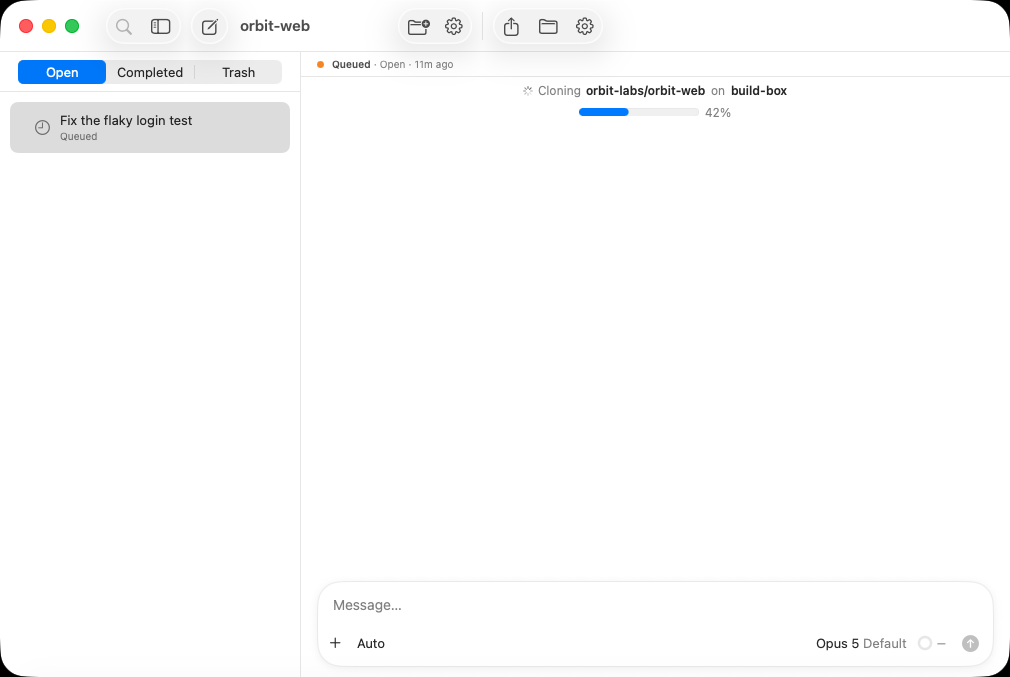 orbit-web
Open Completed Trash
Fix the flaky login test
Queued
Queued · Open · 11m ago
Cloning orbit-labs/orbit-web on build-box
42%
Message...
+ Auto
Opus 5 Default –